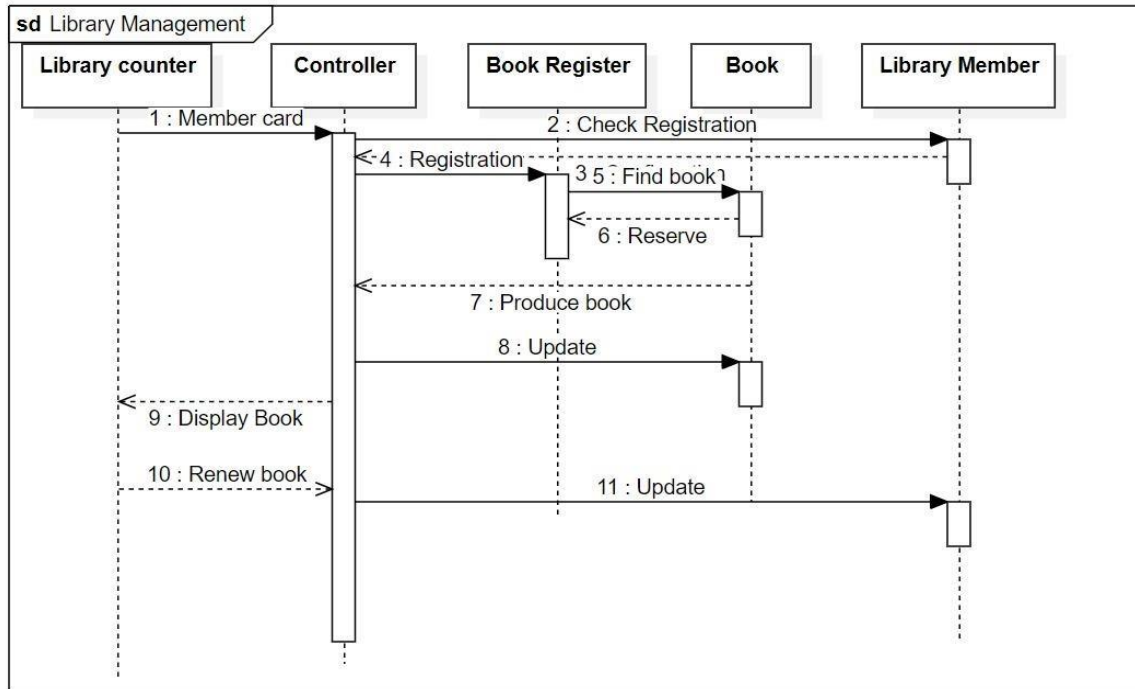 sd Library Management
Library counter
Controller
Book Register
Book
Library Member
1 : Member card
2 : Check Registration
4 : Registration
3
5 : Find book
6 : Reserve
7 : Produce book
8 : Update
9 : Display Book
10 : Renew book
11 : Update